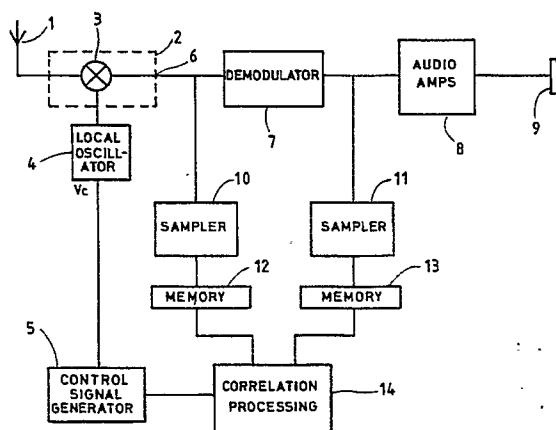 1
3
2
6
DEMODULATOR
7
AUDIO
AMPS
8
9
4
LOCAL
OSCILL-
ATOR
Vc
10
SAMPLER
11
SAMPLER
12
MEMORY
13
MEMORY
5
CONTROL
SIGNAL
GENERATOR
CORRELATION
PROCESSING
14